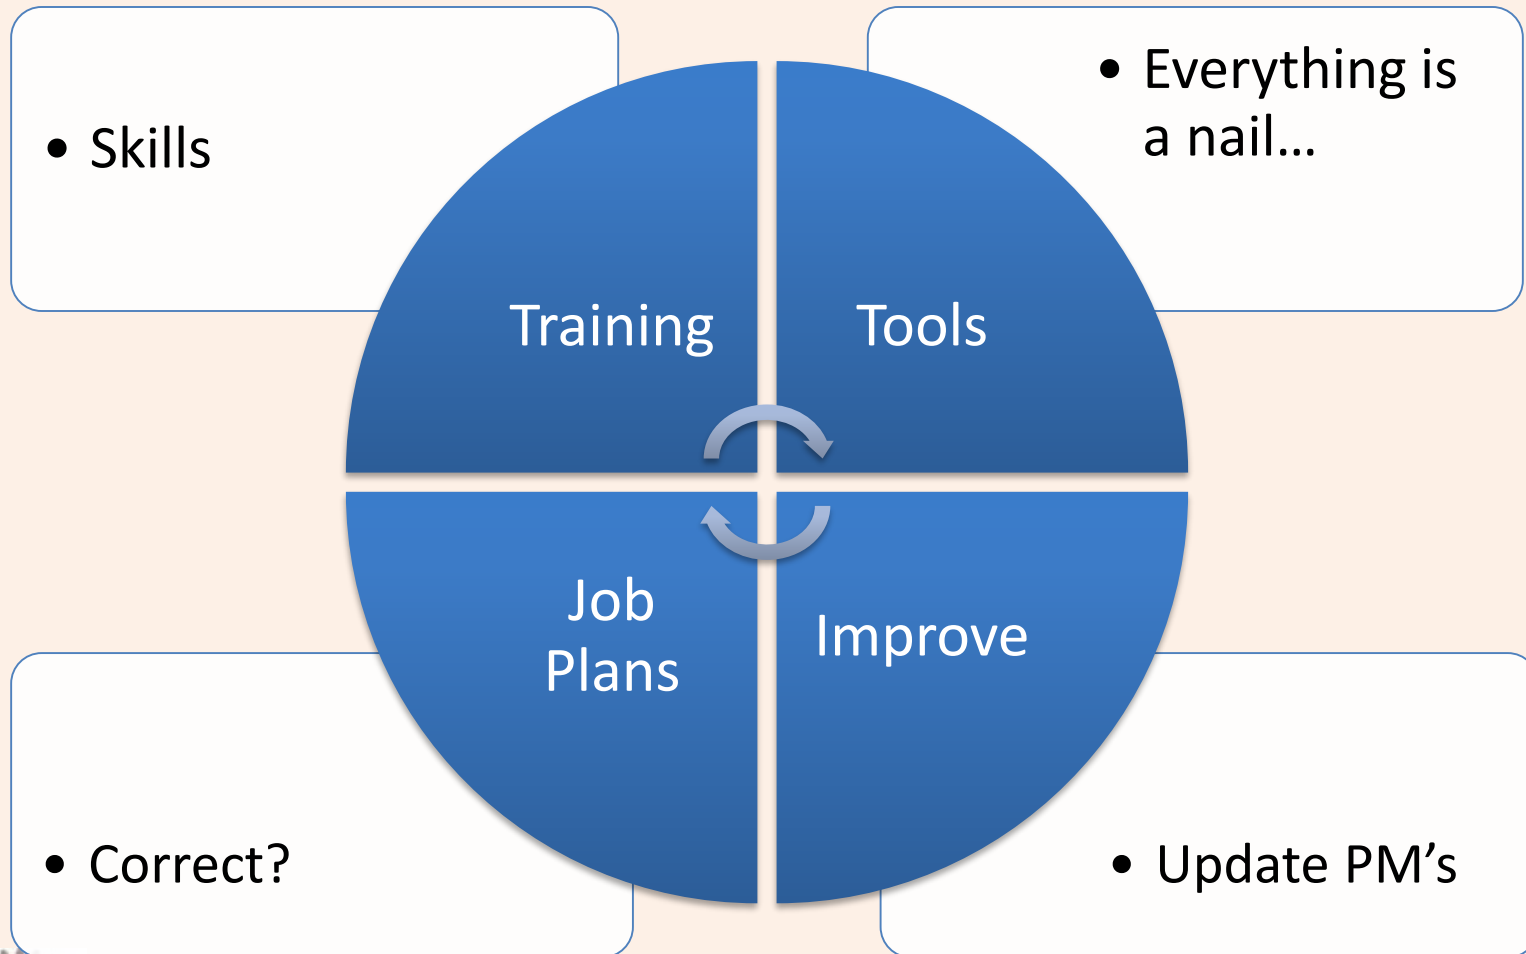 • Skills
• Everything is
a nail…
Training
Tools
Job
Plans
Improve
• Correct?
• Update PM’s